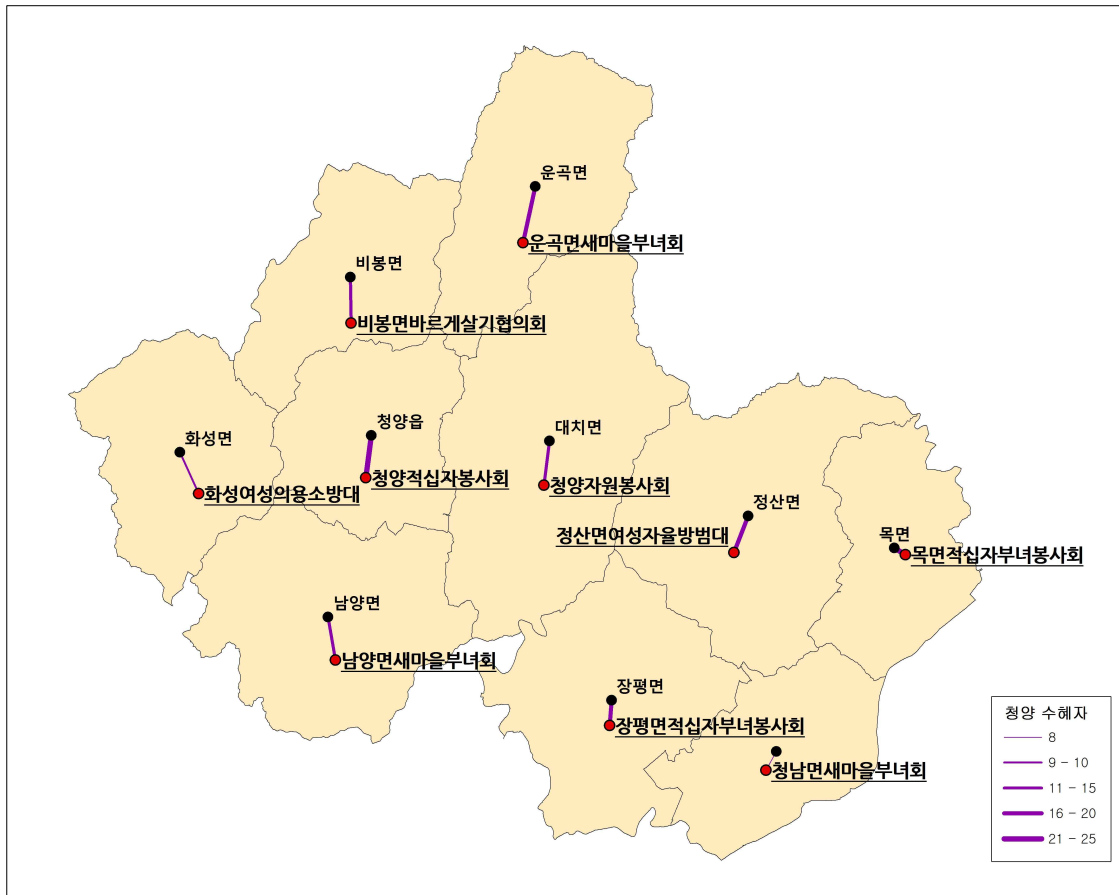 운곡면
운곡면새마을부녀회
비봉면
비봉면바르게살기협의회
청양읍
청양적십자봉사회
화성면
화성여성의용소방대
대치면
청양자원봉사회
정산면
정산면여성자율방범대
목면
목면적십자부녀봉사회
남양면
남양면새마을부녀회
장평면
장평면적십자부녀봉사회
청남면새마을부녀회
청양 수혜자
8
9 - 10
11 - 15
16 - 20
21 - 25